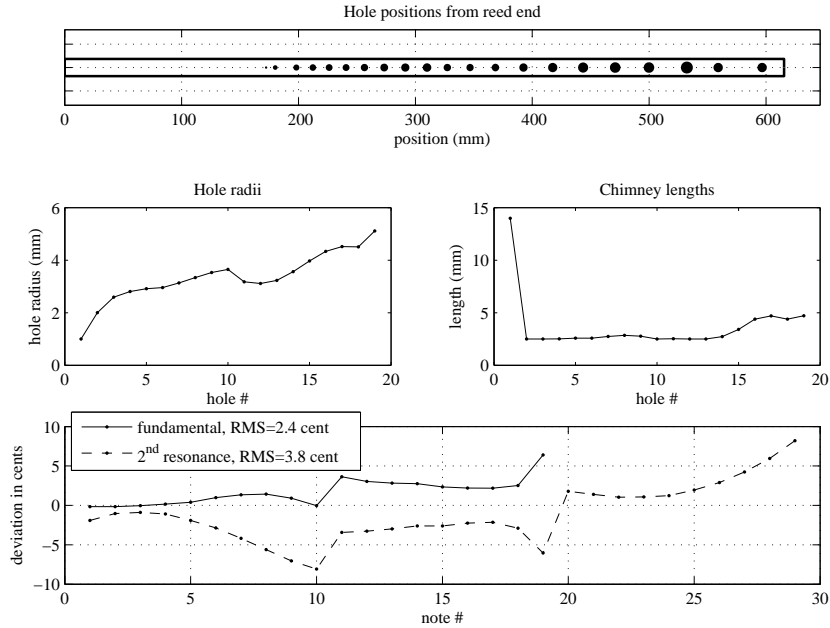 Hole positions from reed end
0 100 200 300 400 500 600
position (mm)
Hole radii
6
4
2
0
hole radius (mm)
0 5 10 15 20
hole #
Chimney lengths
15
10
5
0
length (mm)
0 5 10 15 20
hole #
10
5
0
−5
−10
deviation in cents
fundamental, RMS=2.4 cent
2nd resonance, RMS=3.8 cent
0 5 10 15 20 25 30
note #